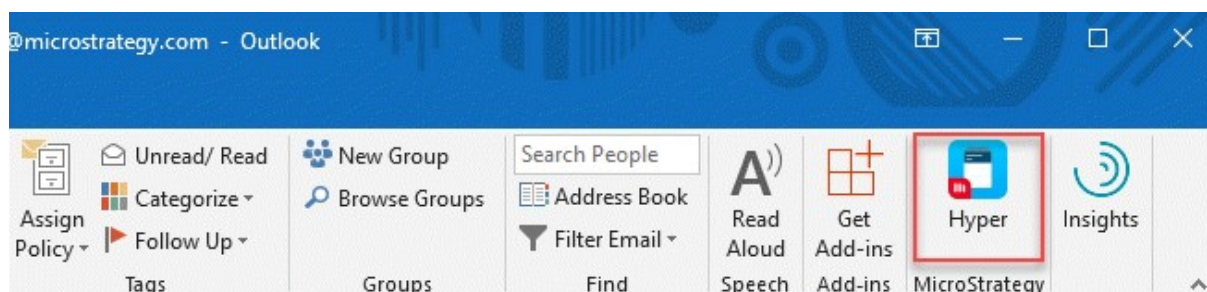 @microstrategy.com - Outlook
Assign Policy
Unread/ Read
Categorize
Follow Up
Tags
New Group
Browse Groups
Groups
Search People
Address Book
Filter Email
Find
A
Read Aloud
Speech
Get Add-ins
Add-ins
Hyper
MicroStrategy
Insights